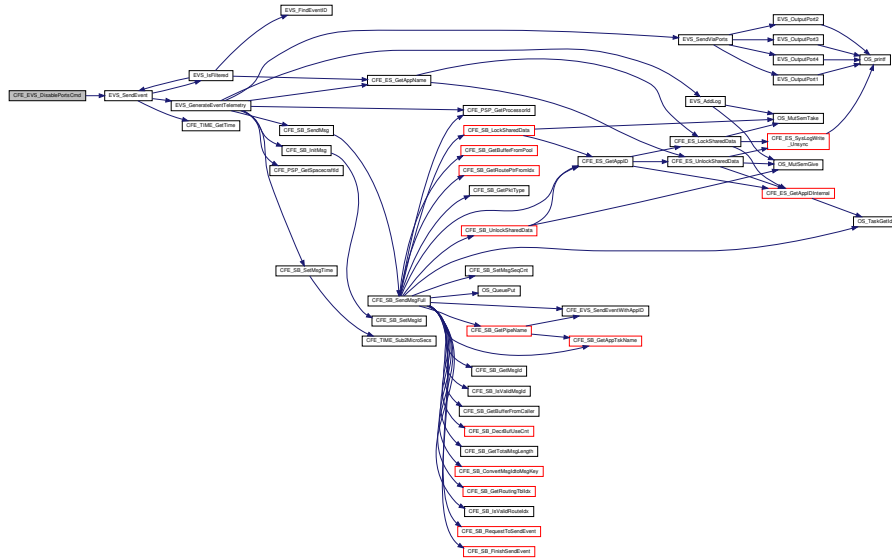 EVS_FindEventID
EVS_OutputPort2
EVS_SendViaPorts
EVS_OutputPort3
OS_printf
EVS_IsFiltered
EVS_OutputPort4
CFE_ES_GetAppName
EVS_OutputPort1
CFE_EVS_DisablePortsCmd
EVS_SendEvent
EVS_GenerateEventTelemetry
EVS_AddLog
CFE_PSP_GetProcessorId
CFE_TIME_GetTime
OS_MutSemTake
CFE_SB_SendMsg
CFE_SB_LockSharedData
CFE_ES_LockSharedData
CFE_ES_SysLogWrite
_Unsync
CFE_SB_InitMsg
CFE_SB_GetBufferFromPool
CFE_ES_GetAppID
CFE_ES_UnlockSharedData
OS_MutSemGive
CFE_PSP_GetSpacecraftId
CFE_SB_GetRoutePtrFromIdx
CFE_SB_GetPktType
CFE_ES_GetAppIDInternal
CFE_SB_UnlockSharedData
OS_TaskGetId
CFE_SB_SetMsgTime
CFE_SB_SetMsgSeqCnt
OS_QueuePut
CFE_SB_SendMsgFull
CFE_EVS_SendEventWithAppID
CFE_SB_SetMsgId
CFE_SB_GetPipeName
CFE_TIME_Sub2MicroSecs
CFE_SB_GetAppTskName
CFE_SB_GetMsgId
CFE_SB_IsValidMsgId
CFE_SB_GetBufferFromCaller
CFE_SB_DecrBufUseCnt
CFE_SB_GetTotalMsgLength
CFE_SB_ConvertMsgIdtoMsgKey
CFE_SB_GetRoutingTblIdx
CFE_SB_IsValidRouteIdx
CFE_SB_RequestToSendEvent
CFE_SB_FinishSendEvent